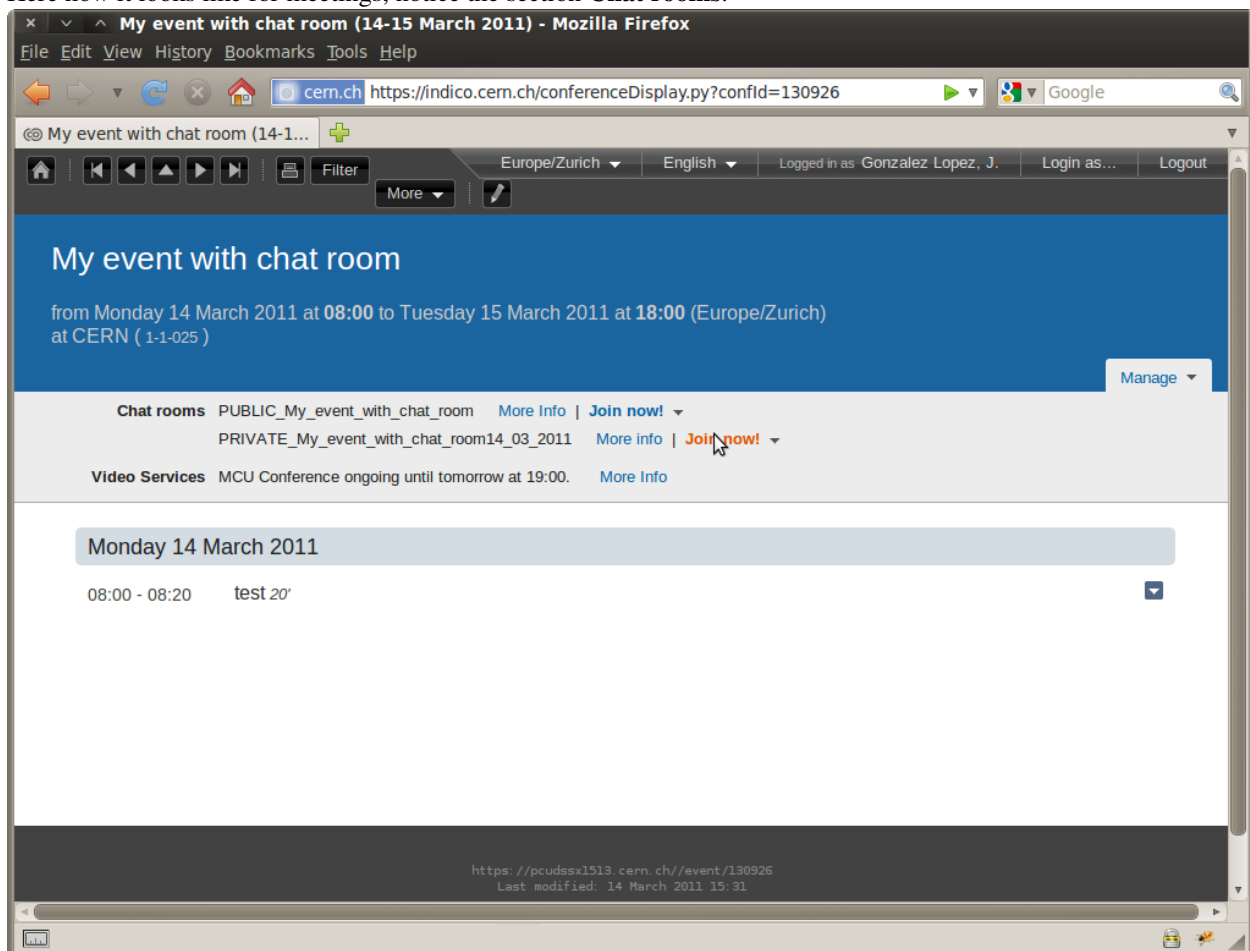 Here how it looks like for meetings, notice the section Chat rooms:
My event with chat room (14-15 March 2011) - Mozilla Firefox
File Edit View History Bookmarks Tools Help
cern.ch https://indico.cern.ch/conferenceDisplay.py?confId=130926 Google
My event with chat room (14-1...
Filter Europe/Zurich English Logged in as Gonzalez Lopez, J. Login as... Logout
More
My event with chat room
from Monday 14 March 2011 at 08:00 to Tuesday 15 March 2011 at 18:00 (Europe/Zurich)
at CERN ( 1-1-025 )
Manage
Chat rooms PUBLIC_My_event_with_chat_room More Info | Join now!
PRIVATE_My_event_with_chat_room14_03_2011 More info | Join now!
Video Services MCU Conference ongoing until tomorrow at 19:00. More Info
Monday 14 March 2011
08:00 - 08:20 test 20'
https://pcudssx1513.cern.ch//event/130926
Last modified: 14 March 2011 15:31